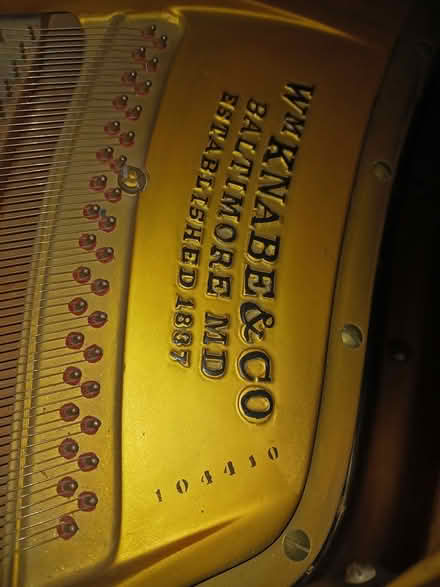 WM KNABE & CO
BALTIMORE MD
ESTABLISHED 1837
104410